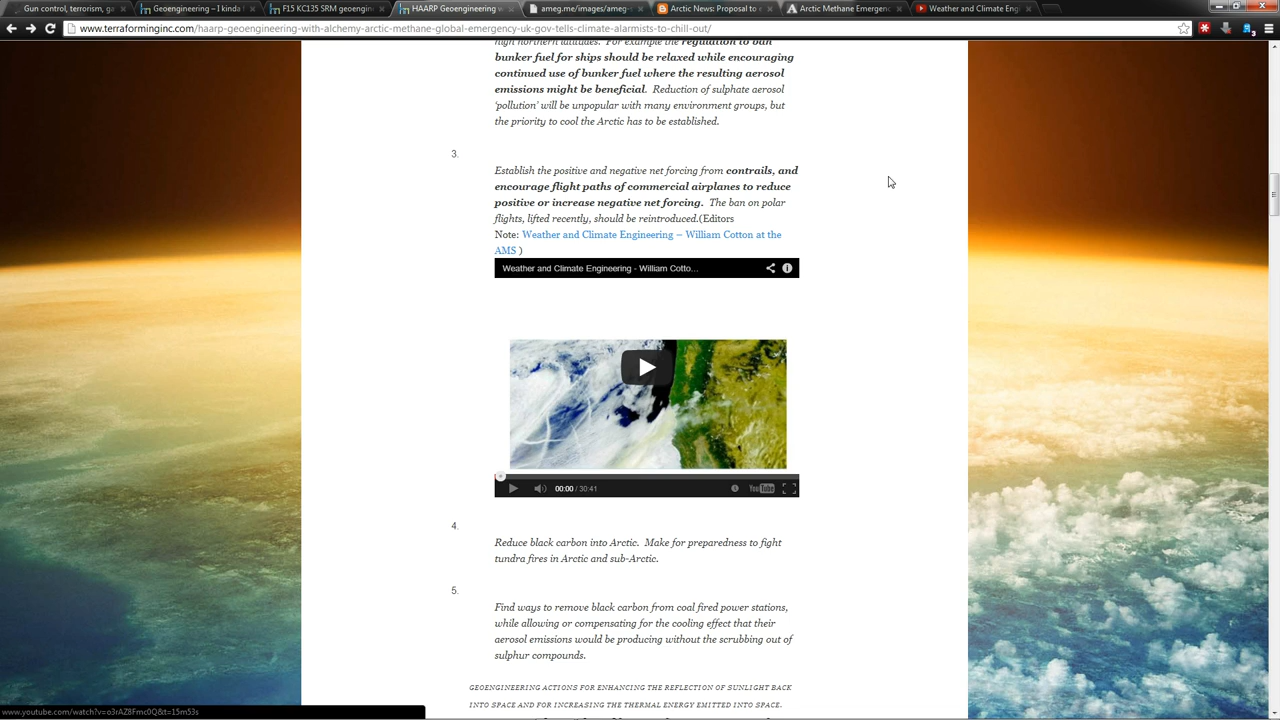 Gun control, terrorism, ga
Geoengineering – I kinda
F15 KC135 SRM geoengine
HAARP Geoengineering w
ameg.me/images/ameg-
Arctic News: Proposal to e
Arctic Methane Emergenc
Weather and Climate Engi
www.terraforminginc.com/haarp-geoengineering-with-alchemy-arctic-methane-global-emergency-uk-gov-tells-climate-alarmists-to-chill-out/
high northern latitudes. For example the regulation to ban
bunker fuel for ships should be relaxed while encouraging
continued use of bunker fuel where the resulting aerosol
emissions might be beneficial. Reduction of sulphate aerosol
‘pollution’ will be unpopular with many environment groups, but
the priority to cool the Arctic has to be established.
3.
Establish the positive and negative net forcing from contrails, and
encourage flight paths of commercial airplanes to reduce
positive or increase negative net forcing. The ban on polar
flights, lifted recently, should be reintroduced.(Editors
Note: Weather and Climate Engineering – William Cotton at the
AMS )
Weather and Climate Engineering - William Cotto...
00:00 / 30:41
YouTube
4.
Reduce black carbon into Arctic. Make for preparedness to fight
tundra fires in Arctic and sub-Arctic.
5.
Find ways to remove black carbon from coal fired power stations,
while allowing or compensating for the cooling effect that their
aerosol emissions would be producing without the scrubbing out of
sulphur compounds.
GEOENGINEERING ACTIONS FOR ENHANCING THE REFLECTION OF SUNLIGHT BACK
INTO SPACE AND FOR INCREASING THE THERMAL ENERGY EMITTED INTO SPACE.
www.youtube.com/watch?v=o3rAZ8Fmc0Q&t=15m53s